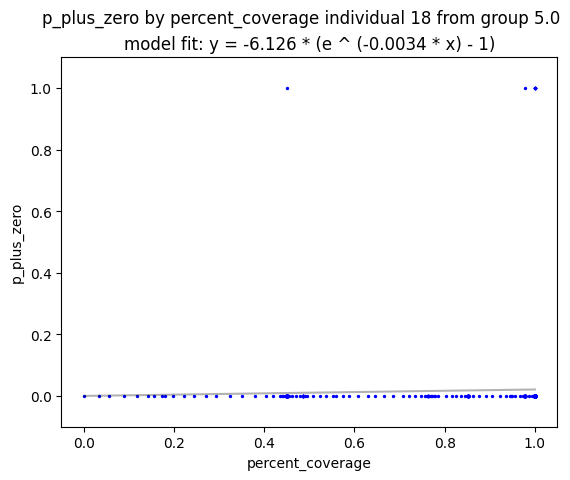 p_plus_zero by percent_coverage individual 18 from group 5.0
model fit: y = -6.126 * (e ^ (-0.0034 * x) - 1)
1.0
0.8
0.6
0.4
0.2
0.0
p_plus_zero
0.0 0.2 0.4 0.6 0.8 1.0
percent_coverage